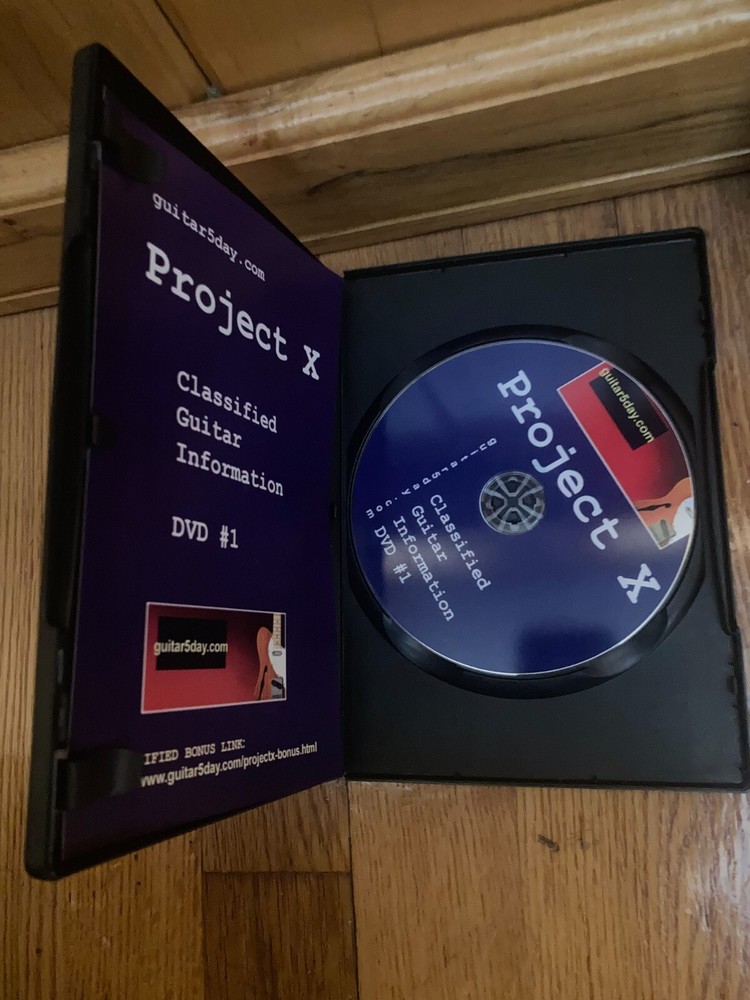 guitar5day.com
Project X
Classified
Guitar
Information
DVD #1
guitar5day.com
IFIED BONUS LINK:
www.guitar5day.com/projectx-bonus.html
guitar5day.com
Project X
guitar5day.com
Classified
Guitar
Information
DVD #1